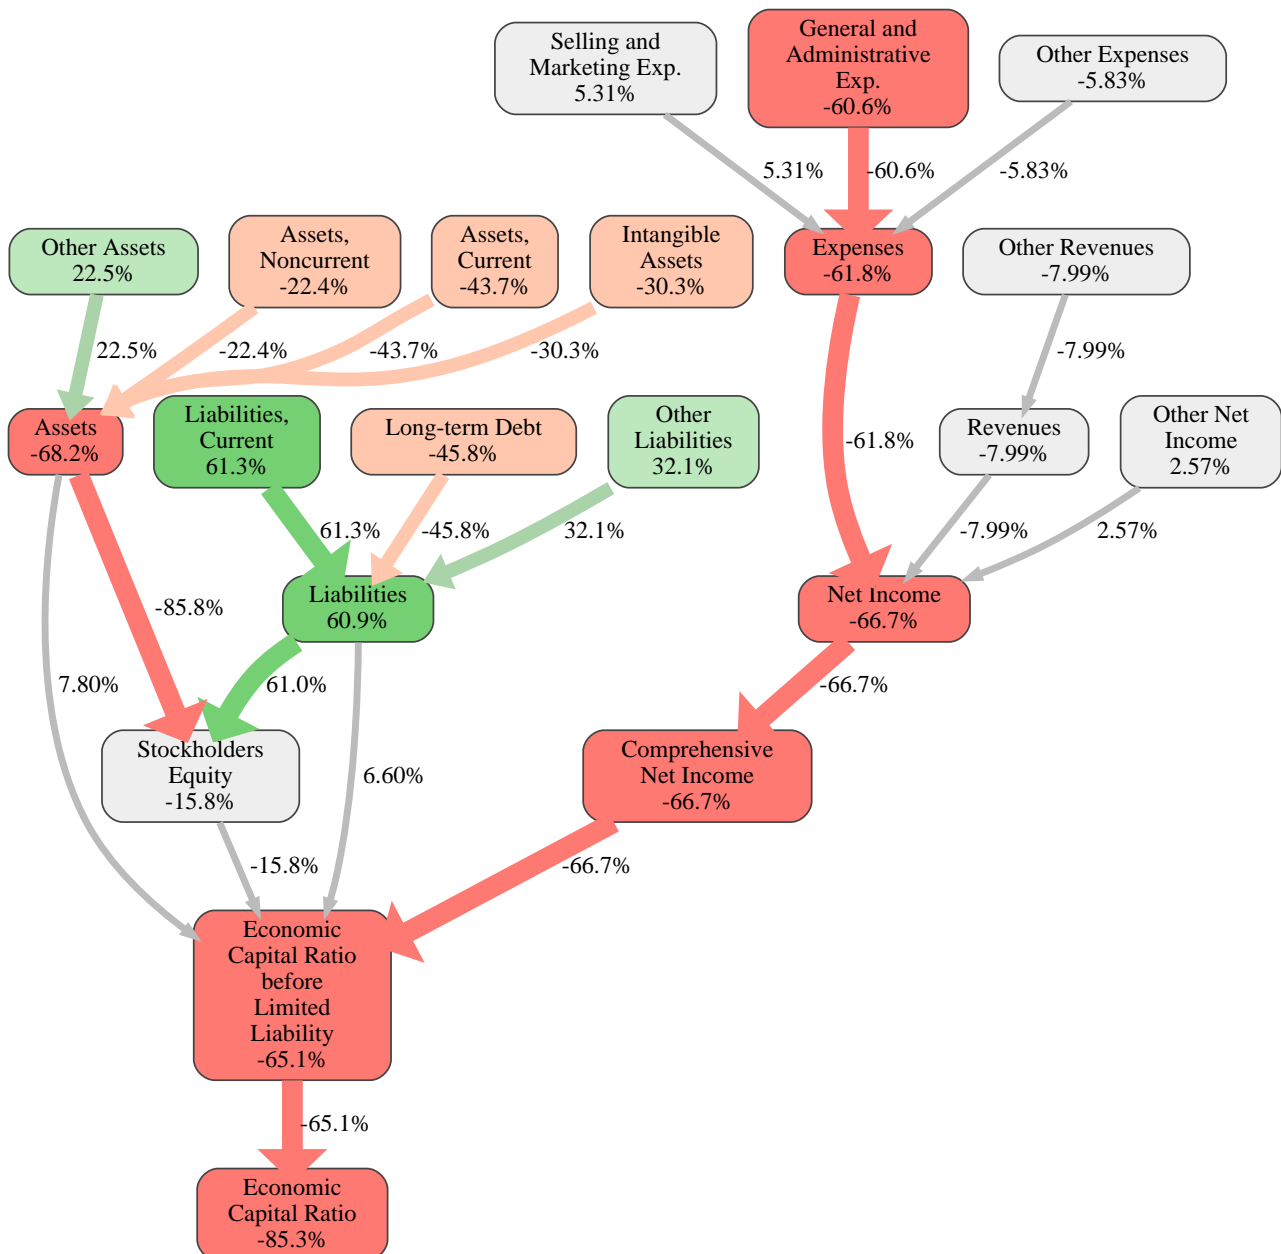 Selling and
Marketing Exp.
5.31%
General and
Administrative
Exp.
-60.6%
Other Expenses
-5.83%
5.31%
-60.6%
-5.83%
Other Assets
22.5%
Assets,
Noncurrent
-22.4%
Assets,
Current
-43.7%
Intangible
Assets
-30.3%
Expenses
-61.8%
Other Revenues
-7.99%
22.5%
-22.4%
-43.7%
-30.3%
-7.99%
Assets
-68.2%
Liabilities,
Current
61.3%
Long-term Debt
-45.8%
Other
Liabilities
32.1%
-61.8%
Revenues
-7.99%
Other Net
Income
2.57%
61.3%
-45.8%
32.1%
-7.99%
2.57%
-85.8%
Liabilities
60.9%
Net Income
-66.7%
7.80%
61.0%
-66.7%
Stockholders
Equity
-15.8%
6.60%
Comprehensive
Net Income
-66.7%
-15.8%
-66.7%
Economic
Capital Ratio
before
Limited
Liability
-65.1%
-65.1%
Economic
Capital Ratio
-85.3%